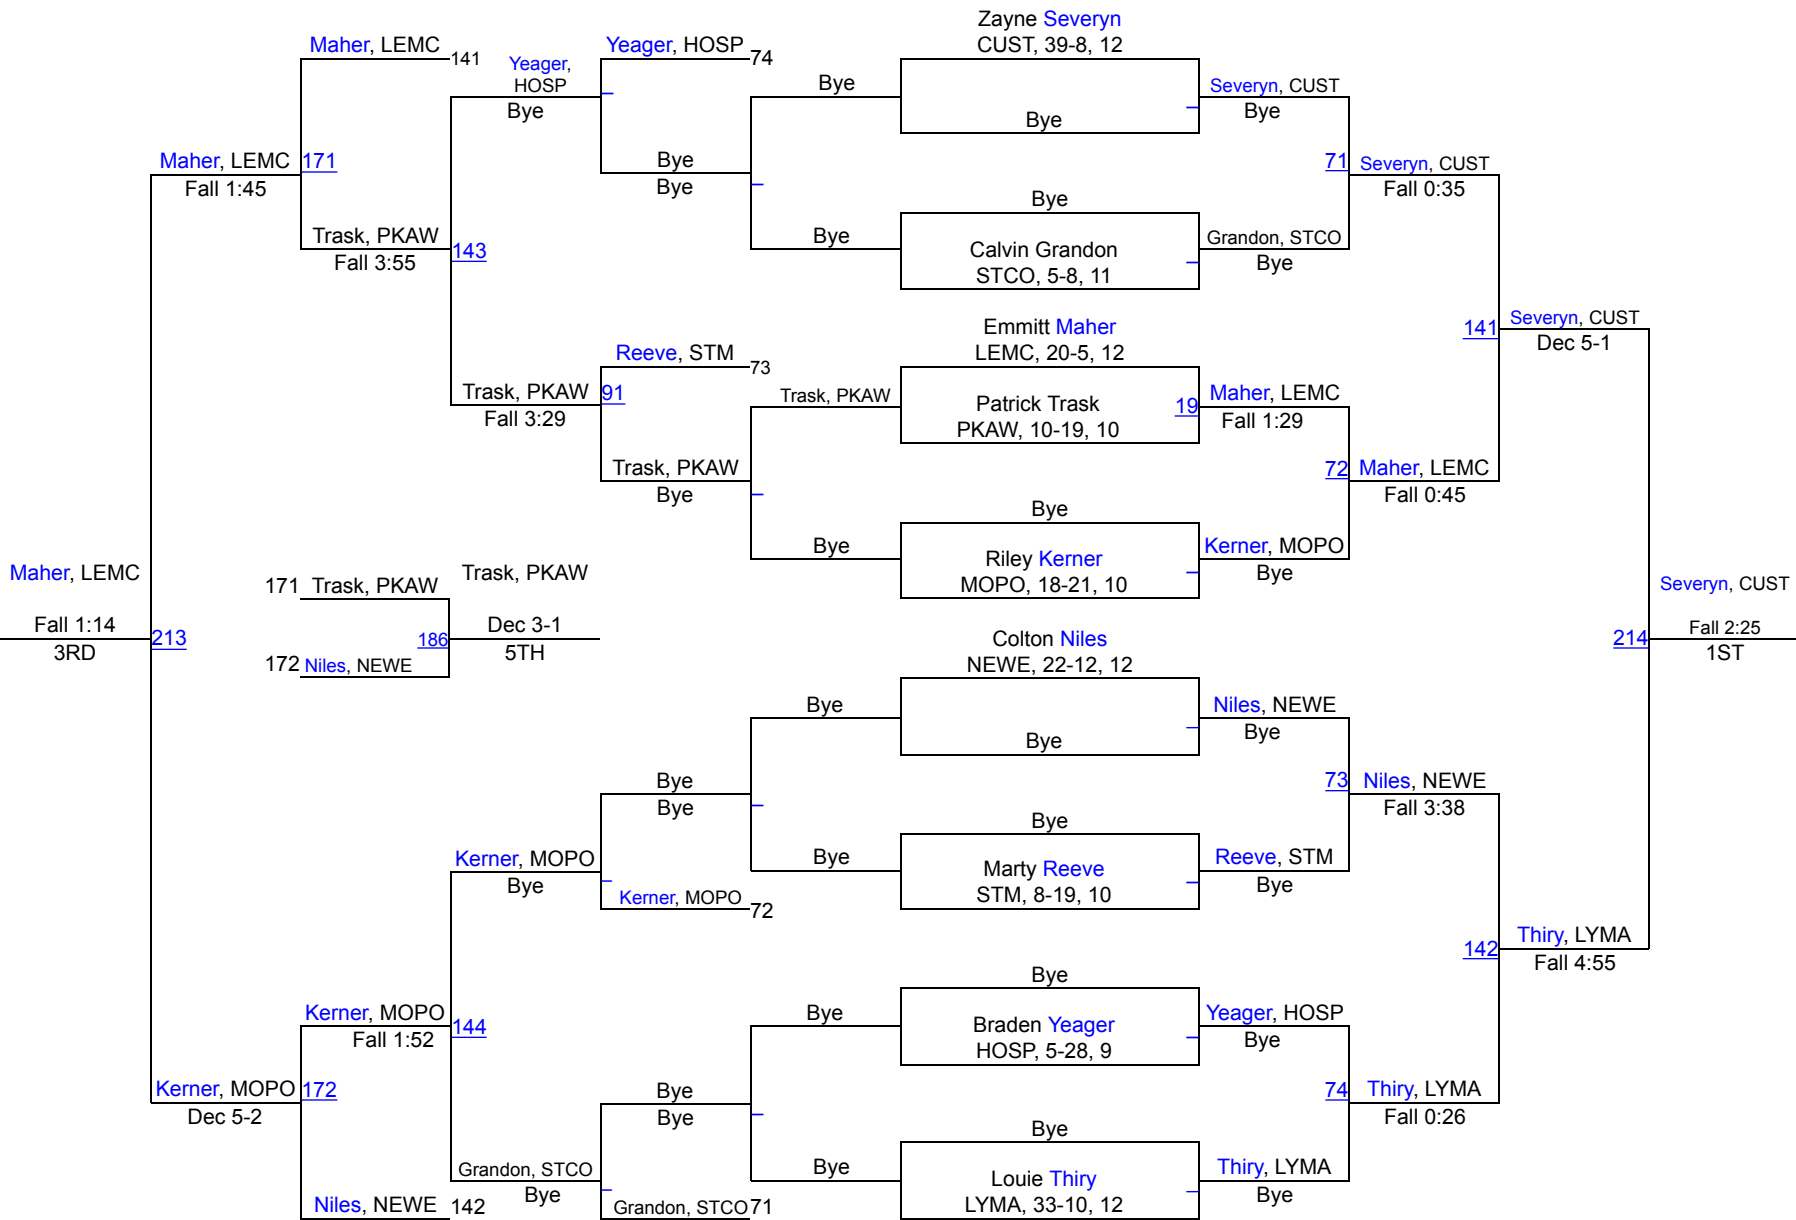 Zayne Severyn
CUST, 39-8, 12
Maher, LEMC
141
Yeager,
HOSP
Bye
Yeager, HOSP
74
Bye
Bye
Severyn, CUST
Bye
Maher, LEMC
Fall 1:45
171
Bye
Bye
71
Severyn, CUST
Fall 0:35
Trask, PKAW
Fall 3:55
143
Bye
Bye
Calvin Grandon
STCO, 5-8, 11
Grandon, STCO
Bye
Emmitt Maher
LEMC, 20-5, 12
141
Severyn, CUST
Dec 5-1
Reeve, STM
73
Trask, PKAW
Fall 3:29
91
Trask, PKAW
Patrick Trask
PKAW, 10-19, 10
19
Maher, LEMC
Fall 1:29
Trask, PKAW
Bye
72
Maher, LEMC
Fall 0:45
Bye
Bye
Riley Kerner
MOPO, 18-21, 10
Kerner, MOPO
Bye
Maher, LEMC
Fall 1:14
3RD
213
171
Trask, PKAW
172
Niles, NEWE
186
Trask, PKAW
Dec 3-1
5TH
Severyn, CUST
214
Fall 2:25
1ST
Colton Niles
NEWE, 22-12, 12
Bye
Bye
Niles, NEWE
Bye
Bye
Bye
73
Niles, NEWE
Fall 3:38
Bye
Bye
Marty Reeve
STM, 8-19, 10
Reeve, STM
Bye
Kerner, MOPO
Bye
Kerner, MOPO
72
142
Thiry, LYMA
Fall 4:55
Bye
Bye
Braden Yeager
HOSP, 5-28, 9
Yeager, HOSP
Bye
Kerner, MOPO
Fall 1:52
144
Kerner, MOPO
Dec 5-2
172
Bye
Bye
74
Thiry, LYMA
Fall 0:26
Bye
Bye
Louie Thiry
LYMA, 33-10, 12
Thiry, LYMA
Bye
Grandon, STCO
Bye
Niles, NEWE
142
Grandon, STCO
71